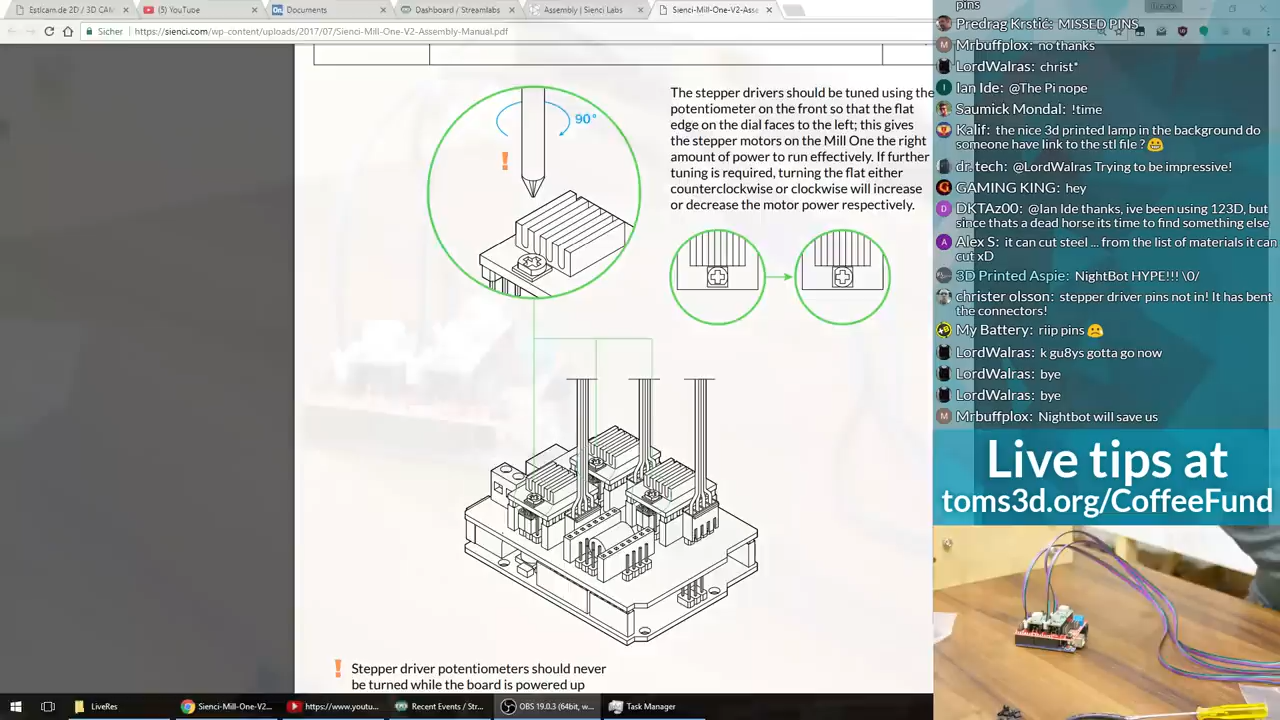 Estlcam.de 2D / 3D CAM
(5) YouTube
Documents
Dashboard / Streamlabs
Assembly | Sienci Labs
Sienci-Mill-One-V2-Asse
Sicher
https://sienci.com/wp-content/uploads/2017/07/Sienci-Mill-One-V2-Assembly-Manual.pdf
90°
!
The stepper drivers should be tuned using the
potentiometer on the front so that the flat
edge on the dial faces to the left; this gives
the stepper motors on the Mill One the right
amount of power to run effectively. If further
tuning is required, turning the flat either
counterclockwise or clockwise will increase
or decrease the motor power respectively.
! Stepper driver potentiometers should never
be turned while the board is powered up
pins
Predrag Krstić: MISSED PINS
Mrbuffplox: no thanks
LordWalras: christ*
Ian Ide: @The Pi nope
Saumick Mondal: !time
Kalif: the nice 3d printed lamp in the background do
someone have link to the stl file ?
dr.tech: @LordWalras Trying to be impressive!
GAMING KING: hey
DKTAz00: @Ian Ide thanks, ive been using 123D, but
since thats a dead horse its time to find something else
Alex S: it can cut steel ... from the list of materials it can
cut xD
3D Printed Aspie: NightBot HYPE!!! \0/
christer olsson: stepper driver pins not in! It has bent
the connectors!
My Battery: riip pins
LordWalras: k gu8ys gotta go now
LordWalras: bye
LordWalras: bye
Mrbuffplox: Nightbot will save us
Live tips at
toms3d.org/CoffeeFund
LiveRes
Sienci-Mill-One-V2...
https://www.youtu...
Recent Events / Str...
OBS 19.0.3 (64bit, w...
Task Manager